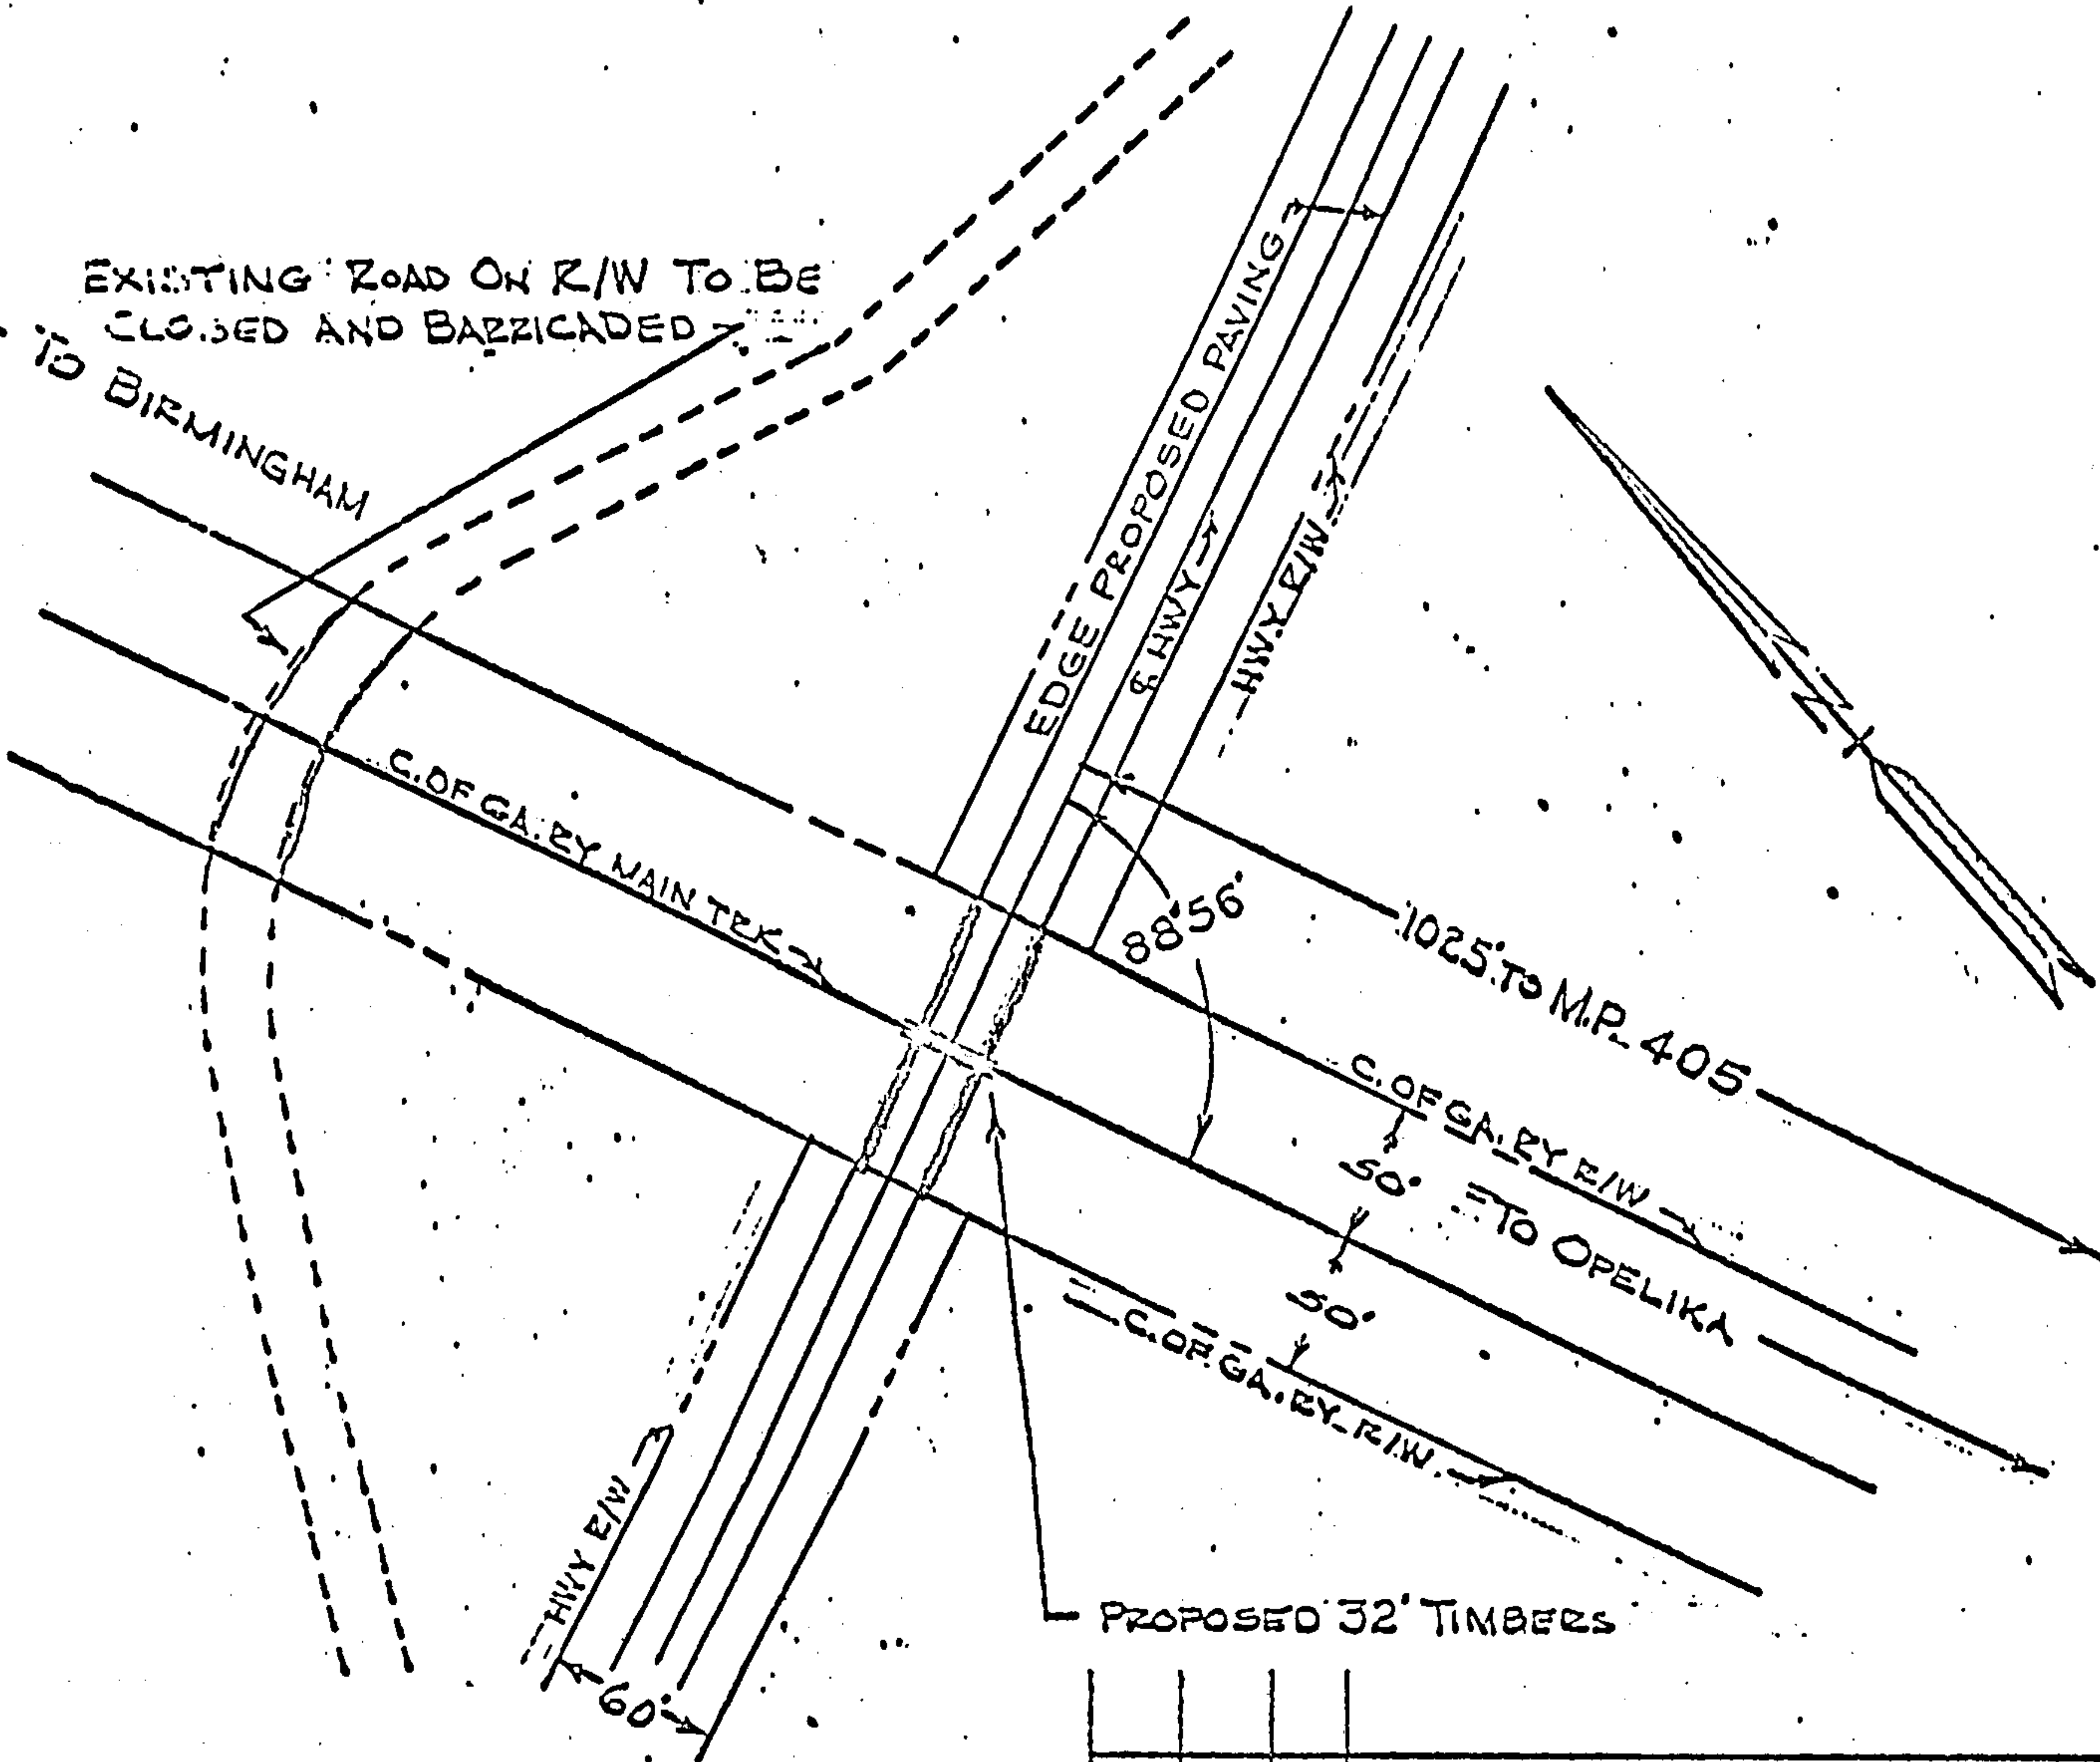 EXISTING ROAD ON R/W TO BE
CLOSED AND BARRICADED
TO BIRMINGHAM
EDGE PROPOSED PAVING
℄ HWY
HWY. R/W
N
C. OF GA. RY MAIN TRK
88°56'
1025' TO M.P. 405
C. OF GA. RY R/W
50'
TO OPELIKA
50'
C. OF GA. RY. R/W.
HWY R/W
PROPOSED 32' TIMBERS
60'